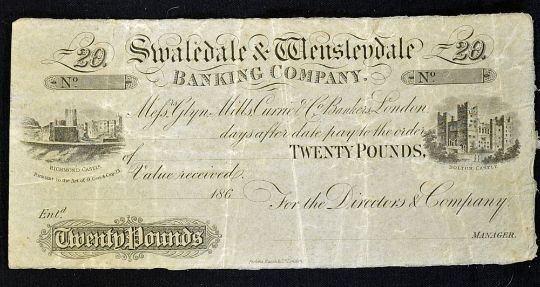 £20. Swaledale & Wensleydale £20.
No. BANKING COMPANY. No.
Messrs. Glyn, Mills, Currie & Co. Bankers, London
days after date pay to the order
of TWENTY POUNDS,
RICHMOND CASTLE
BOLTON CASTLE
Value received.
186
For the Directors & Company.
Entd.
Twenty Pounds
MANAGER.